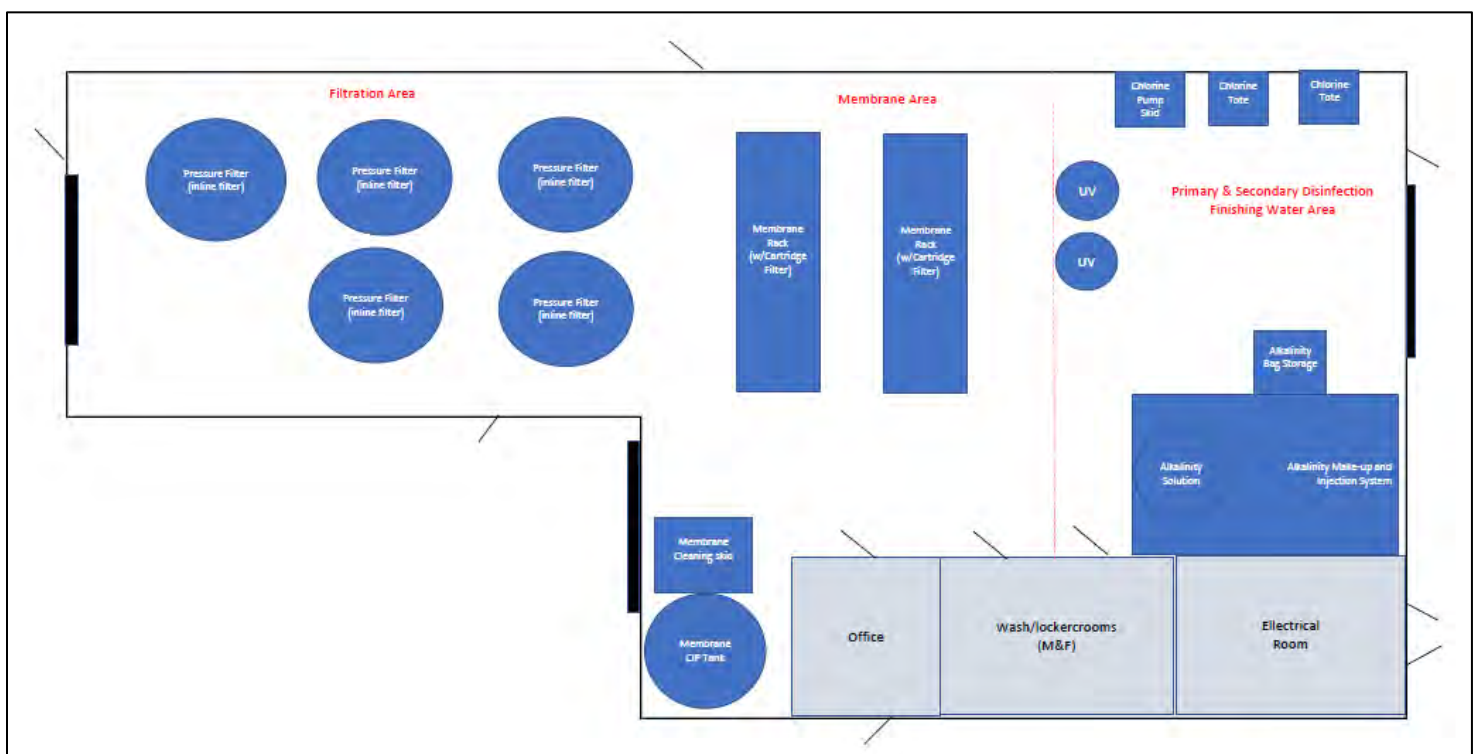 Filtration Area
Membrane Area
Chlorine
Pump
Skid
Chlorine
Tote
Chlorine
Tote
Pressure Filter
(inline filter)
Pressure Filter
(inline filter)
Pressure Filter
(inline filter)
UV
Primary & Secondary Disinfection
Finishing Water Area
Membrane
Rack
(w/Cartridge
Filter)
Membrane
Rack
(w/Cartridge
Filter)
UV
Pressure Filter
(inline filter)
Pressure Filter
(inline filter)
Alkalinity
Bag Storage
Alkalinity
Solution
Alkalinity Make-up and
Injection System
Membrane
Cleaning skid
Membrane
CIP Tank
Office
Wash/lockercrooms
(M&F)
Ellectrical
Room